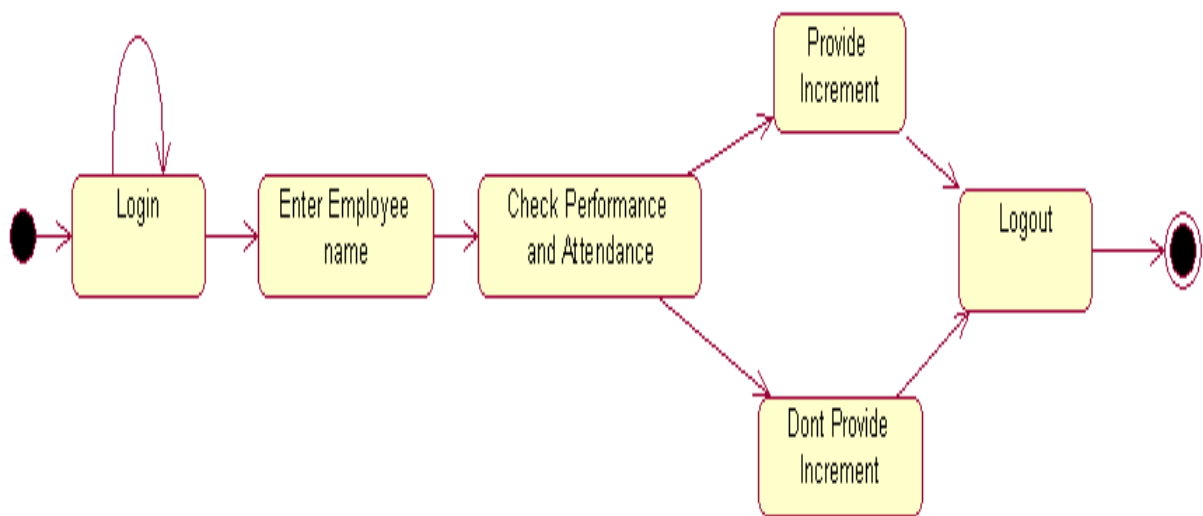 Login
Enter Employee
name
Check Performance
and Attendance
Provide
Increment
Dont Provide
Increment
Logout